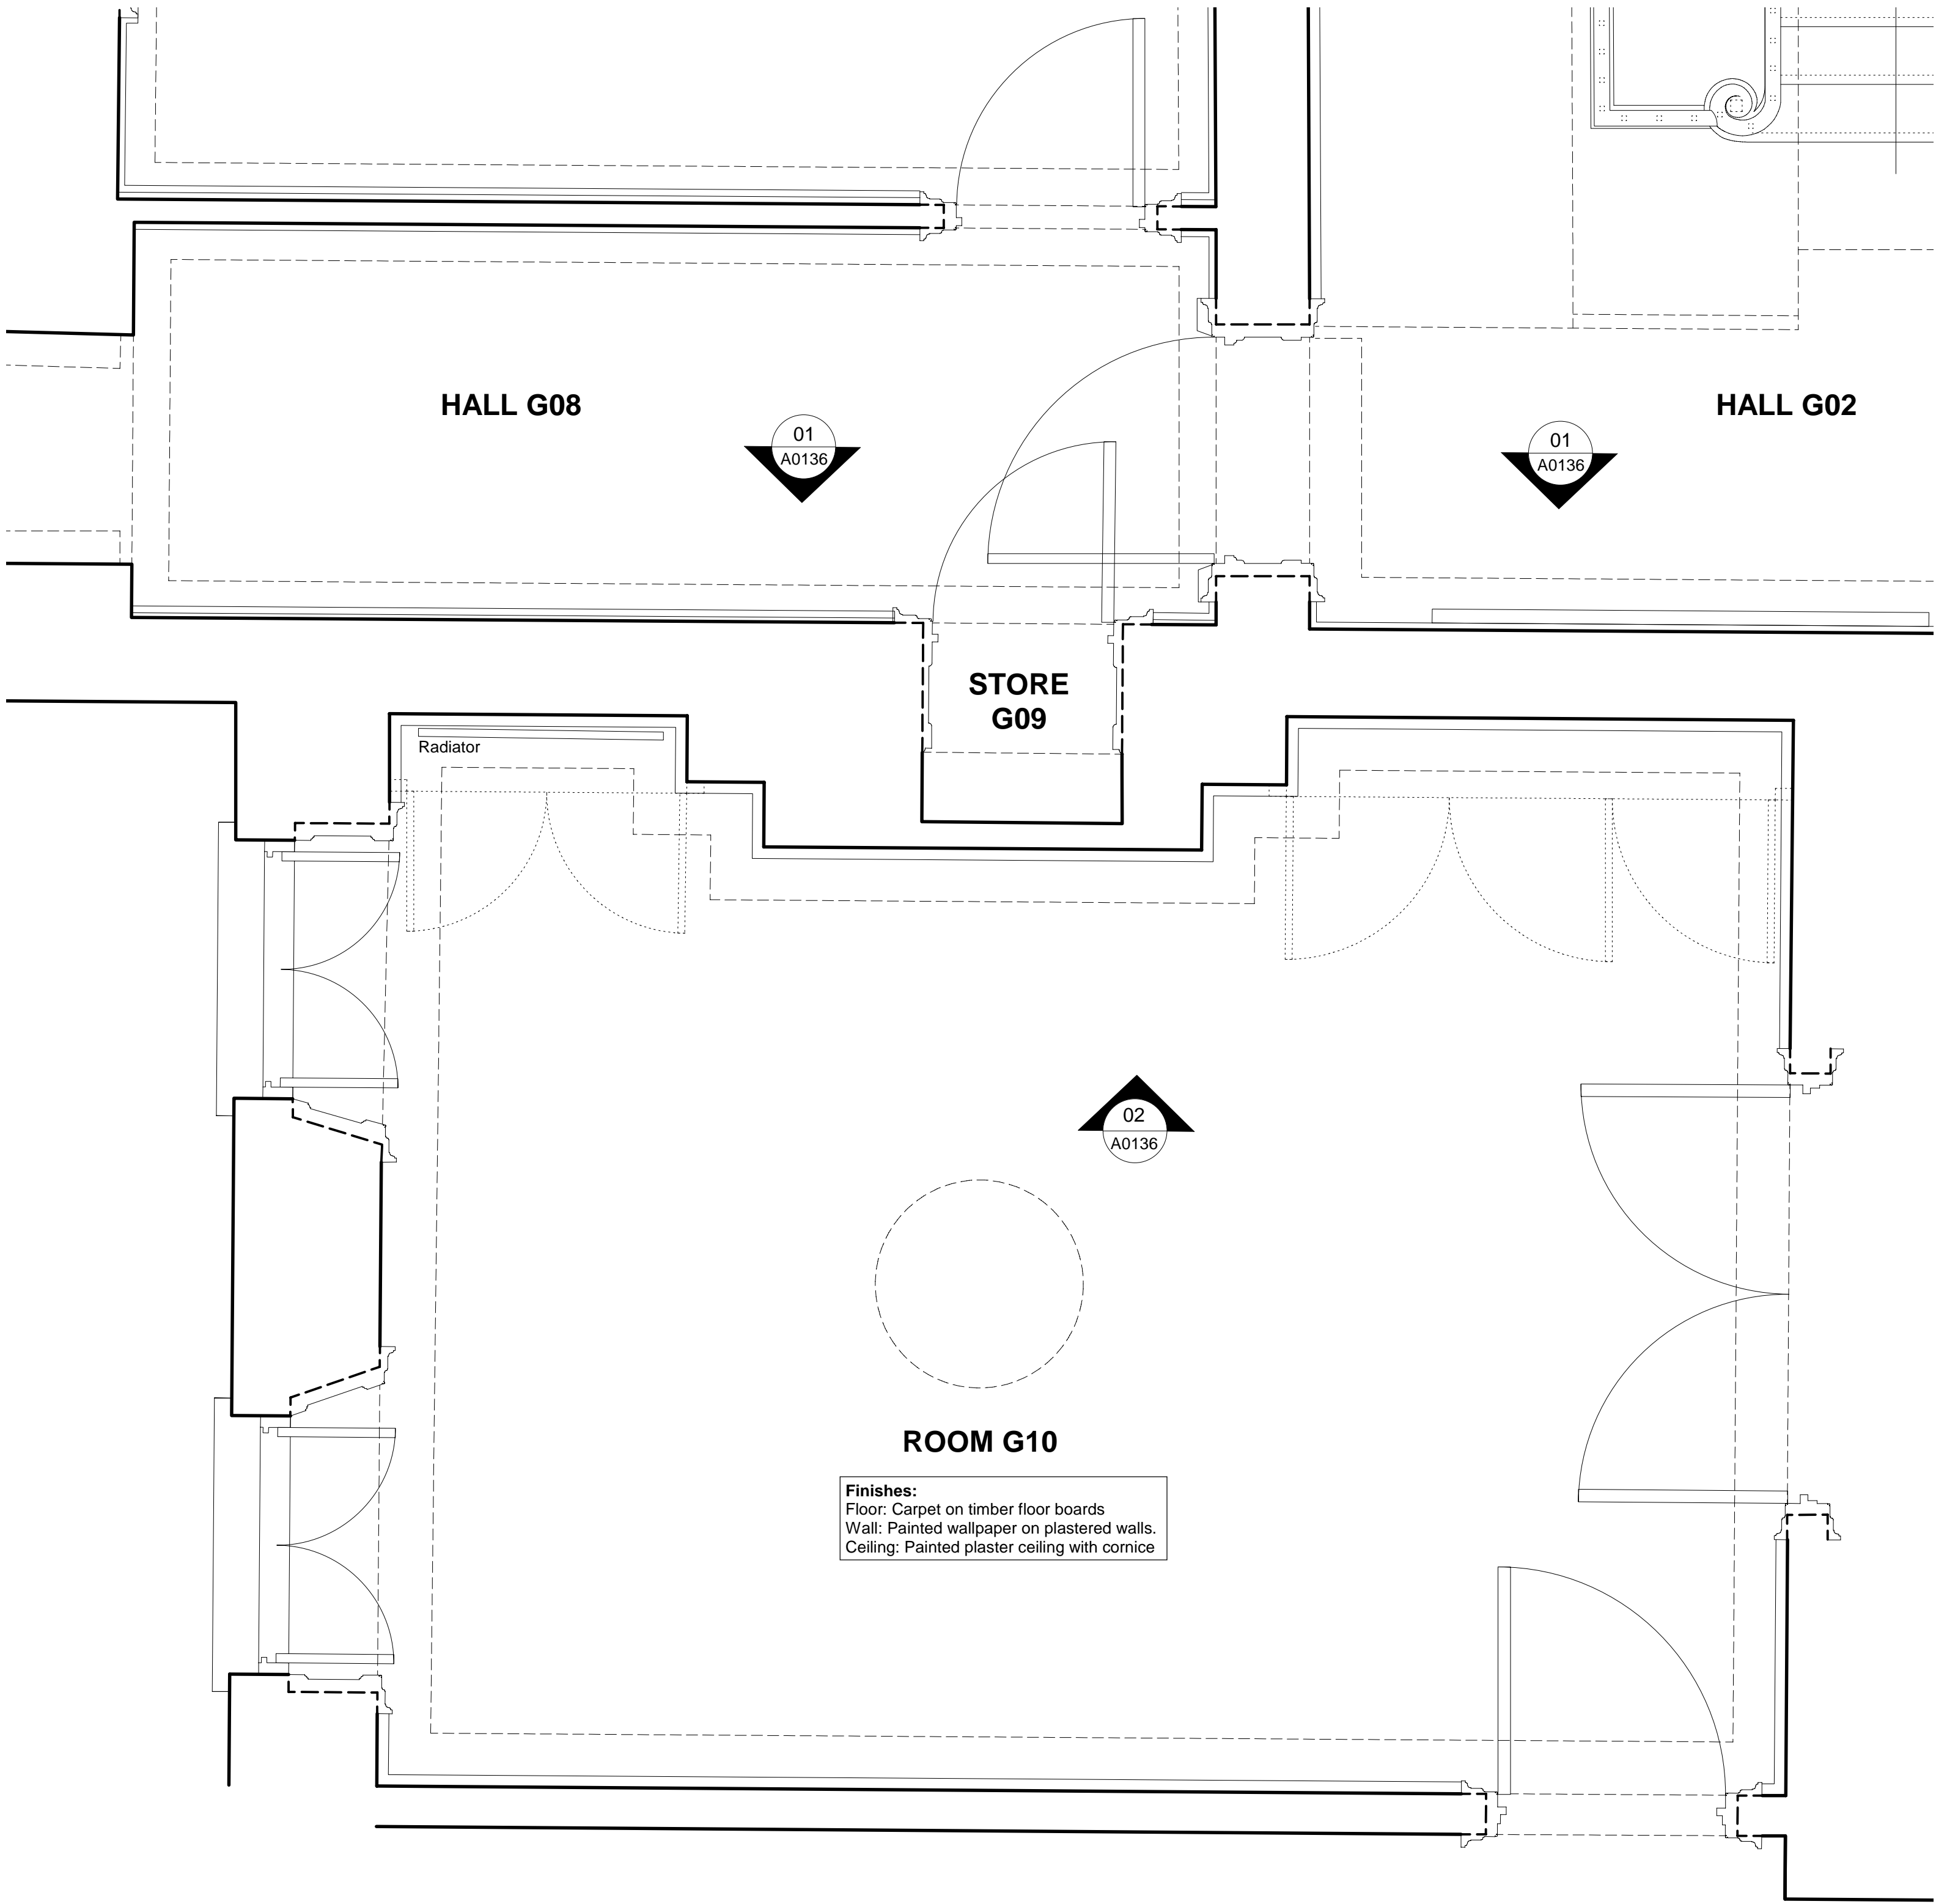 HALL G08
HALL G02
01
A0136
01
A0136
STORE
G09
Radiator
02
A0136
ROOM G10
Finishes:
Floor: Carpet on timber floor boards
Wall: Painted wallpaper on plastered walls.
Ceiling: Painted plaster ceiling with cornice